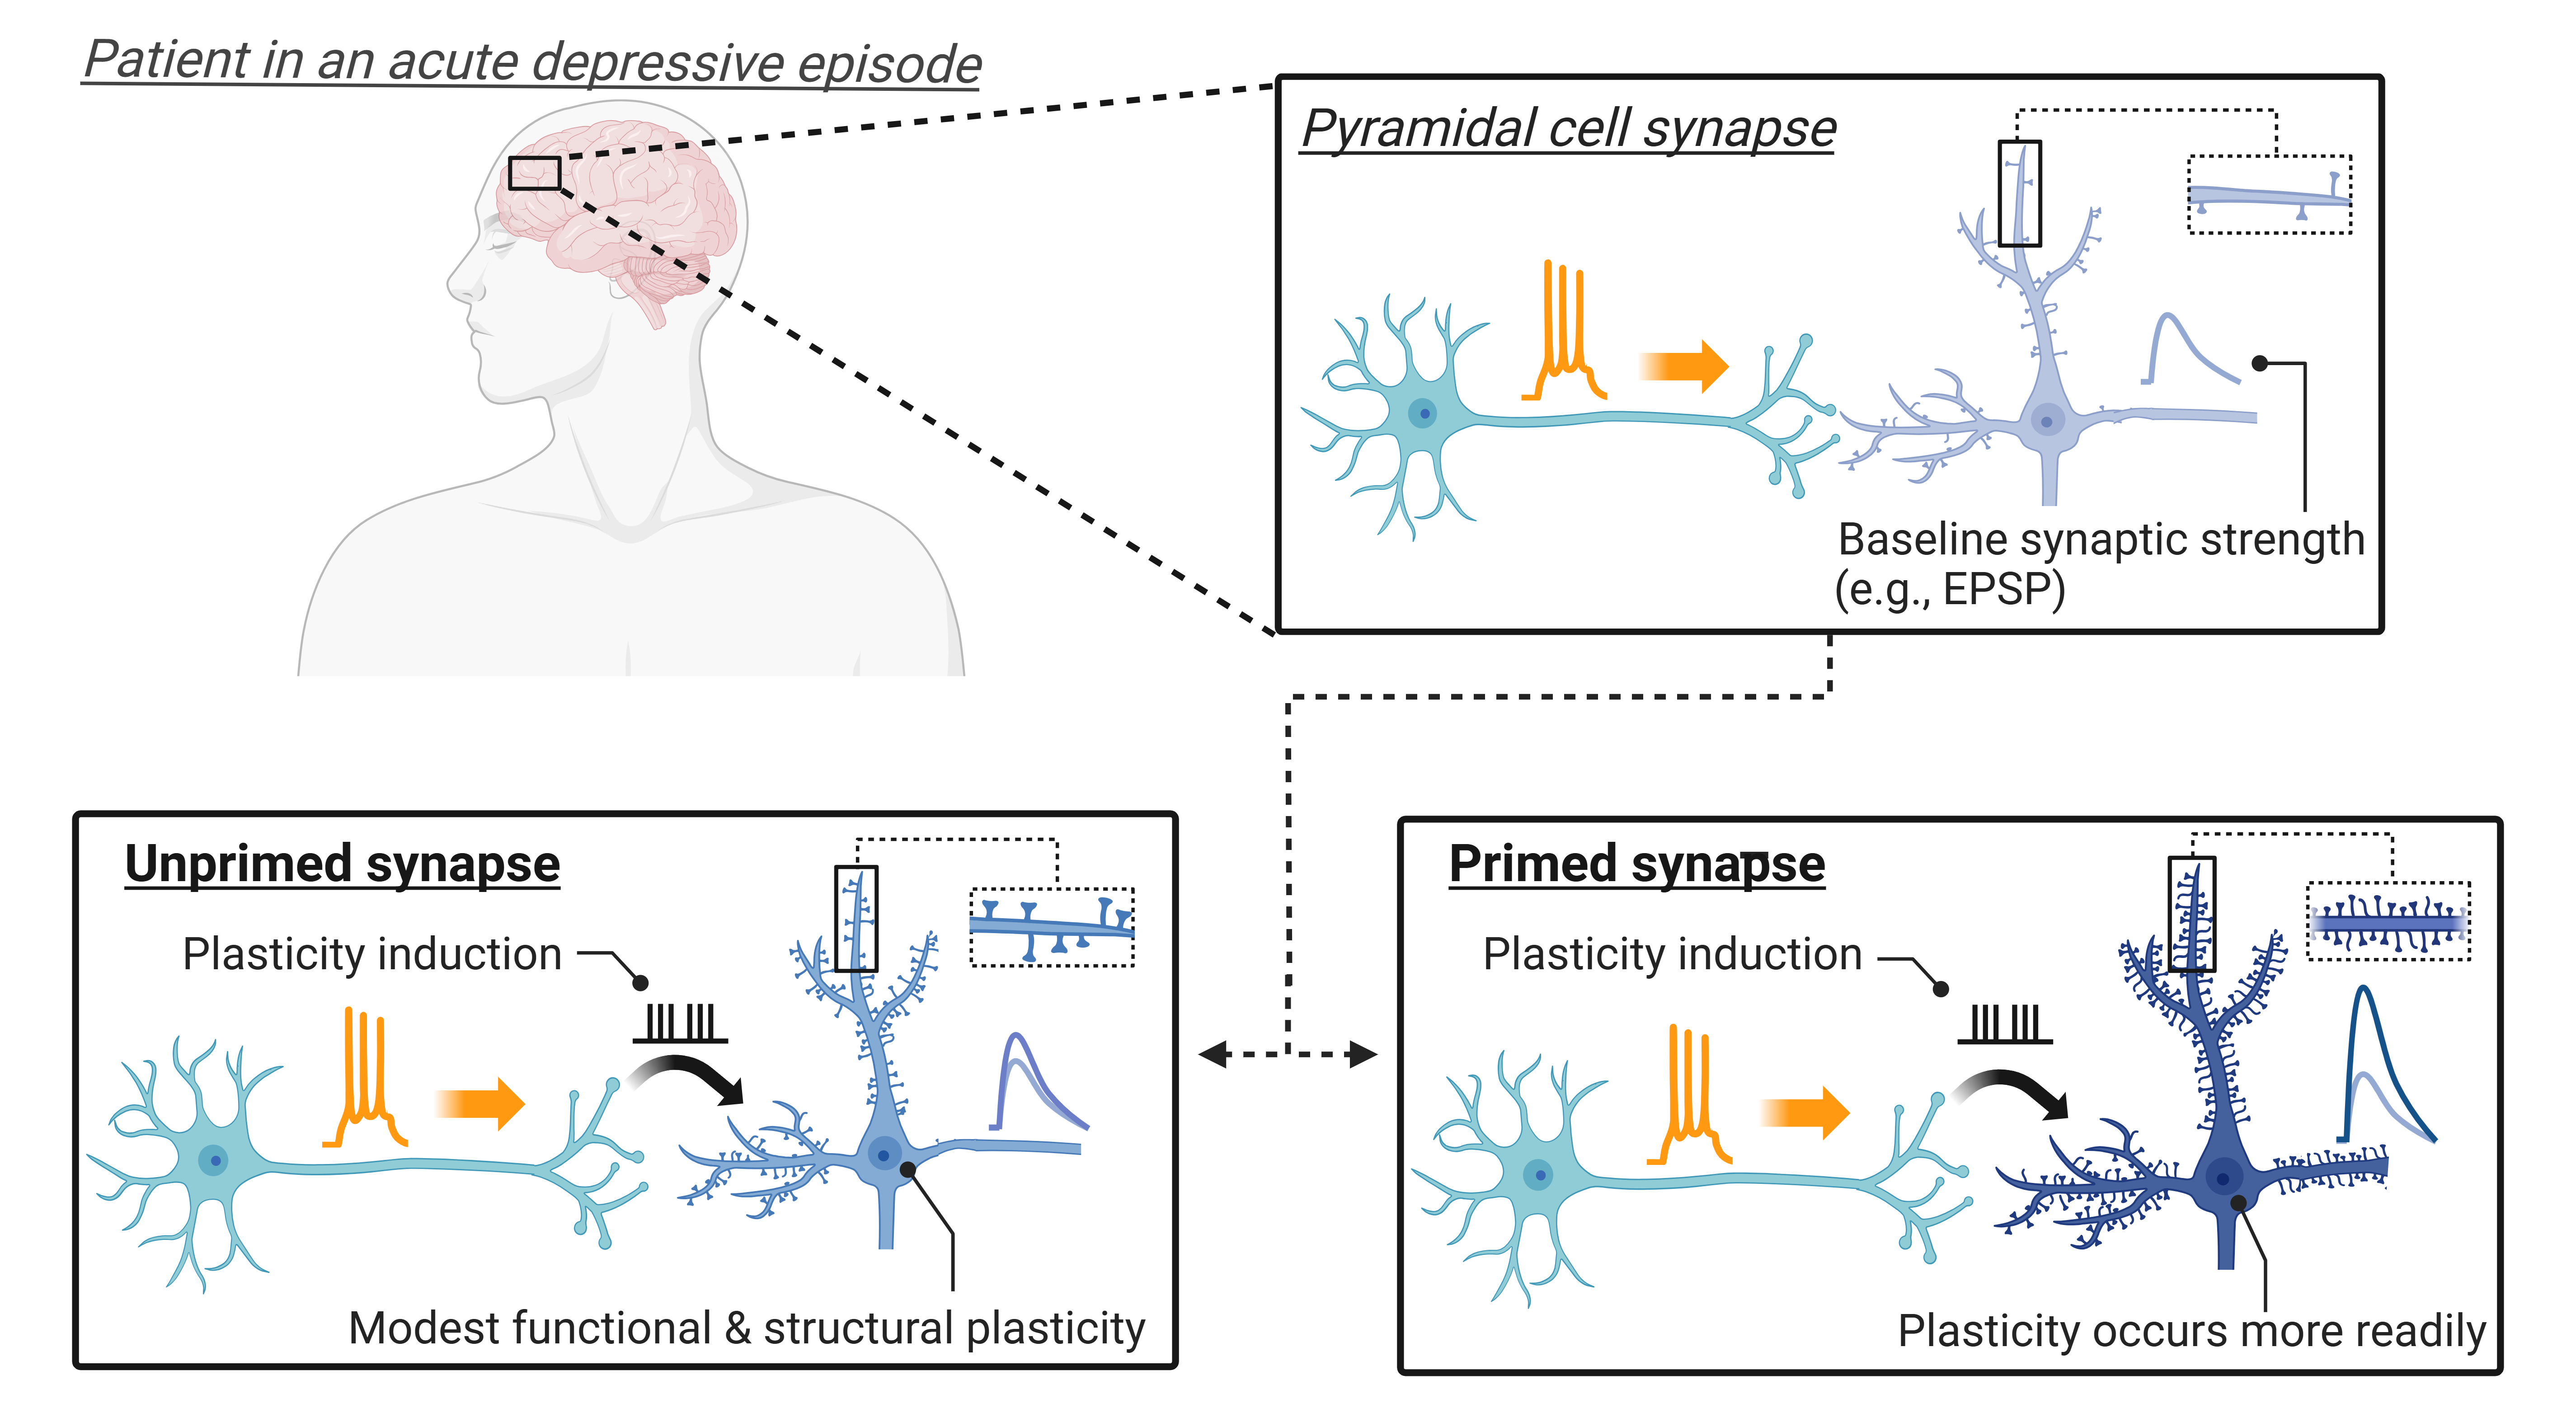 Patient in an acute depressive episode
Pyramidal cell synapse
Baseline synaptic strength
(e.g., EPSP)
Unprimed synapse
Plasticity induction
Modest functional & structural plasticity
Primed synapse
Plasticity induction
Plasticity occurs more readily